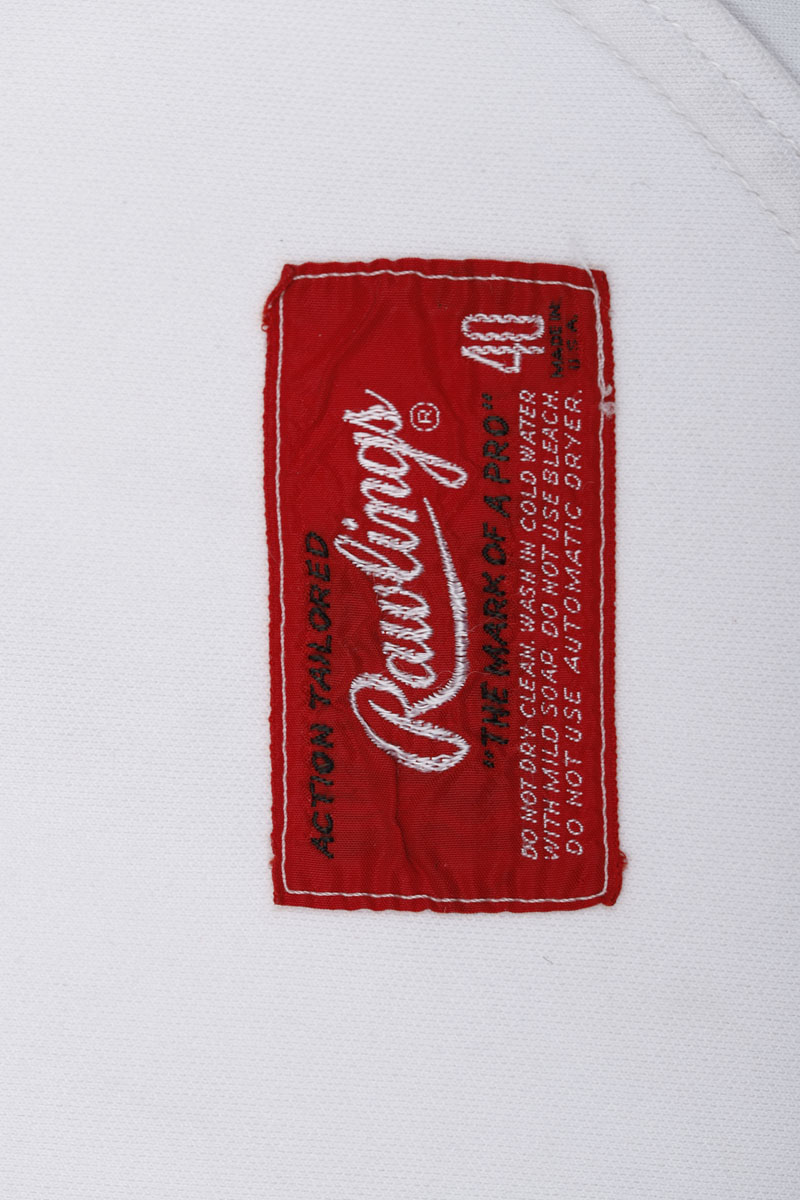 ACTION TAILORED
Rawlings ®
"THE MARK OF A PRO" 40
DO NOT DRY CLEAN. WASH IN COLD WATER MADE IN
WITH MILD SOAP. DO NOT USE BLEACH. U.S.A.
DO NOT USE AUTOMATIC DRYER.